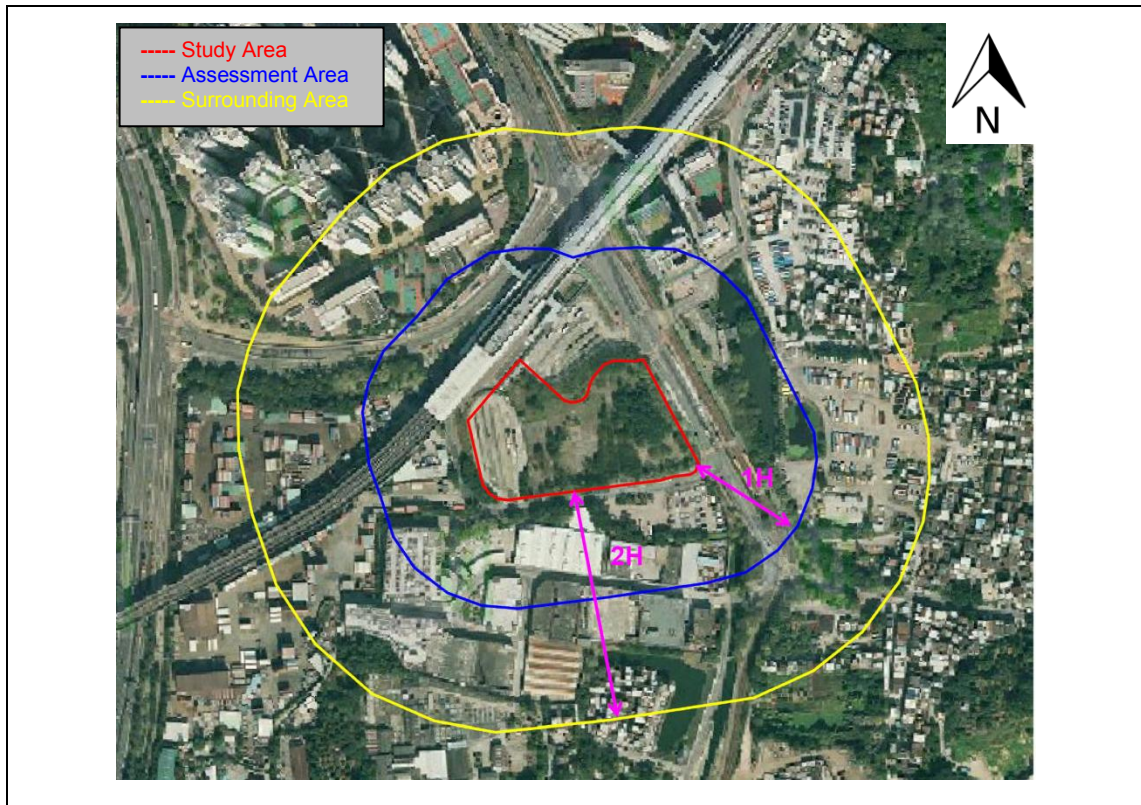 ----- Study Area
----- Assessment Area
----- Surrounding Area
N
1H
2H